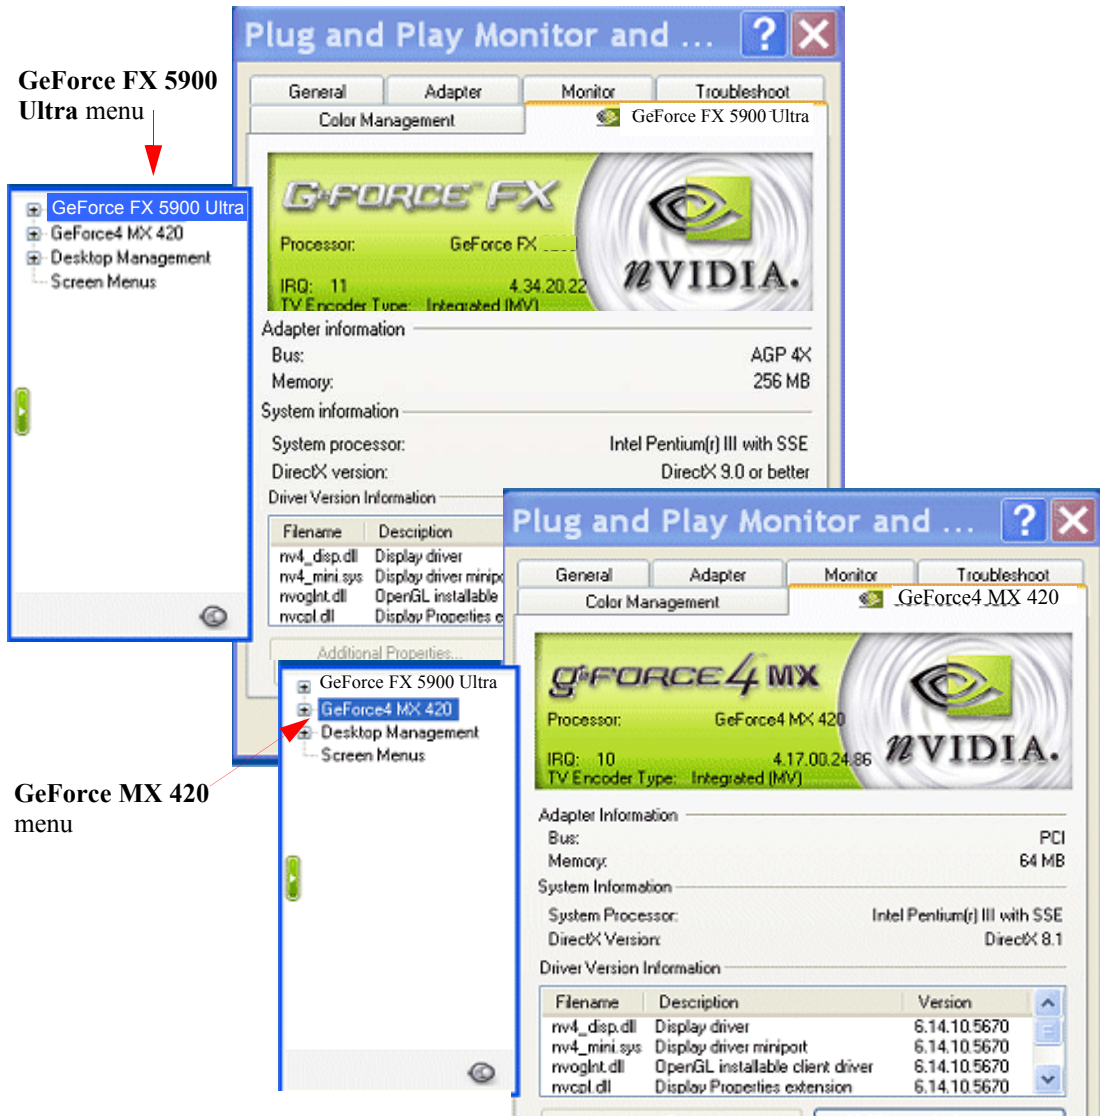 Plug and Play Monitor and ...
GeForce FX 5900
Ultra menu
General Adapter Monitor Troubleshoot
Color Management GeForce FX 5900 Ultra
GeForce FX 5900 Ultra
GeForce4 MX 420
Desktop Management
Screen Menus
GeFORCE FX
Processor: GeForce FX
IRQ: 11 4.34.20.22
TV Encoder Type: Integrated (MV)
nVIDIA.
Adapter information
Bus: AGP 4X
Memory: 256 MB
System information
System processor: Intel Pentium(r) III with SSE
DirectX version: DirectX 9.0 or better
Driver Version Information
Filename Description
nv4_disp.dll Display driver
nv4_mini.sys Display driver minipo
nvoglnt.dll OpenGL installable
nvcpl.dll Display Properties e
Additional Properties...
Plug and Play Monitor and ...
General Adapter Monitor Troubleshoot
Color Management GeForce4 MX 420
GeForce FX 5900 Ultra
GeForce4 MX 420
Desktop Management
Screen Menus
GeForce MX 420
menu
GeFORCE4 MX
Processor: GeForce4 MX 420
IRQ: 10 4.17.00.24.86
TV Encoder Type: Integrated (MV)
nVIDIA.
Adapter Information
Bus: PCI
Memory: 64 MB
System Information
System Processor: Intel Pentium(r) III with SSE
DirectX Version: DirectX 8.1
Driver Version Information
Filename Description Version
nv4_disp.dll Display driver 6.14.10.5670
nv4_mini.sys Display driver miniport 6.14.10.5670
nvoglnt.dll OpenGL installable client driver 6.14.10.5670
nvcpl.dll Display Properties extension 6.14.10.5670